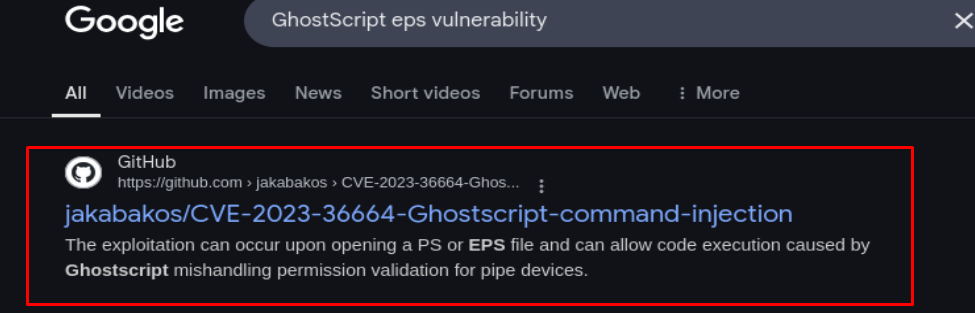 Google
GhostScript eps vulnerability
All Videos Images News Short videos Forums Web More
GitHub
https://github.com › jakabakos › CVE-2023-36664-Ghos...
jakabakos/CVE-2023-36664-Ghostscript-command-injection
The exploitation can occur upon opening a PS or EPS file and can allow code execution caused by
Ghostscript mishandling permission validation for pipe devices.